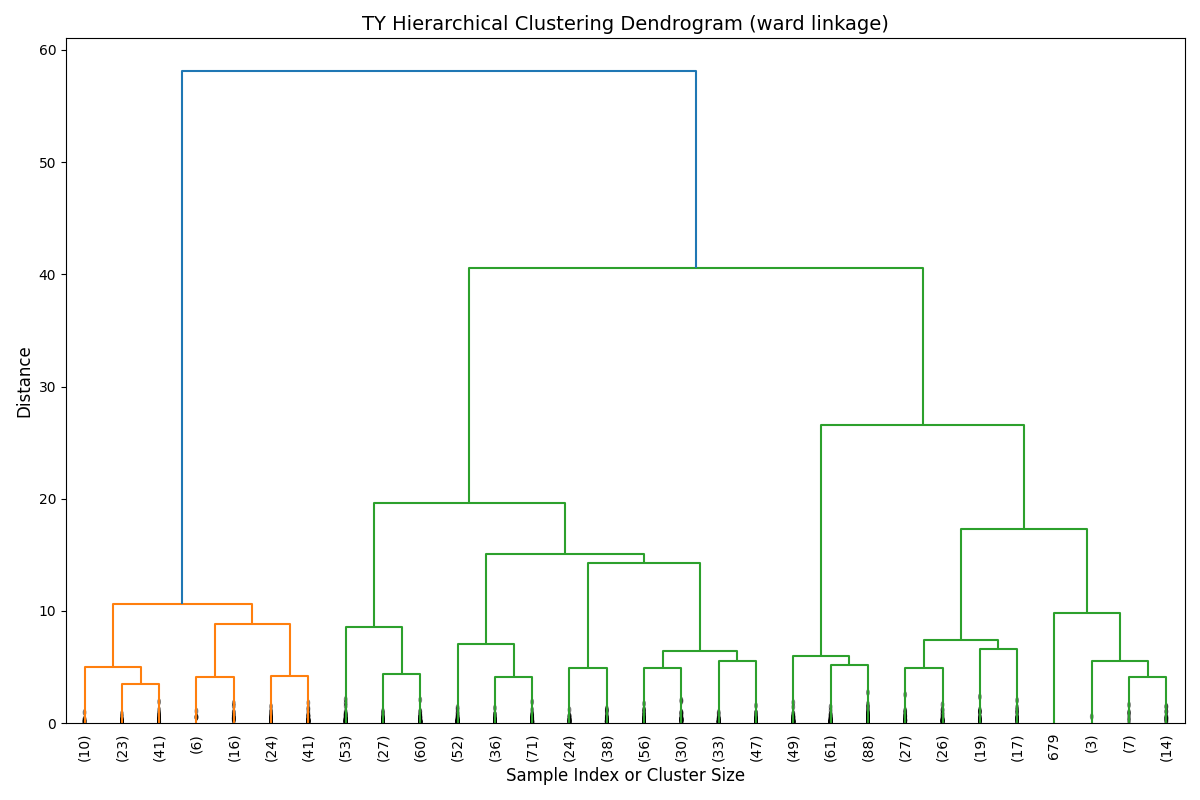 TY Hierarchical Clustering Dendrogram (ward linkage)
60
50
40
30
20
10
0
Distance
(10) (23) (41) (6) (16) (24) (41) (53) (27) (60) (52) (36) (71) (24) (38) (56) (30) (33) (47) (49) (61) (88) (27) (26) (19) (17) 679 (3) (7) (14)
Sample Index or Cluster Size